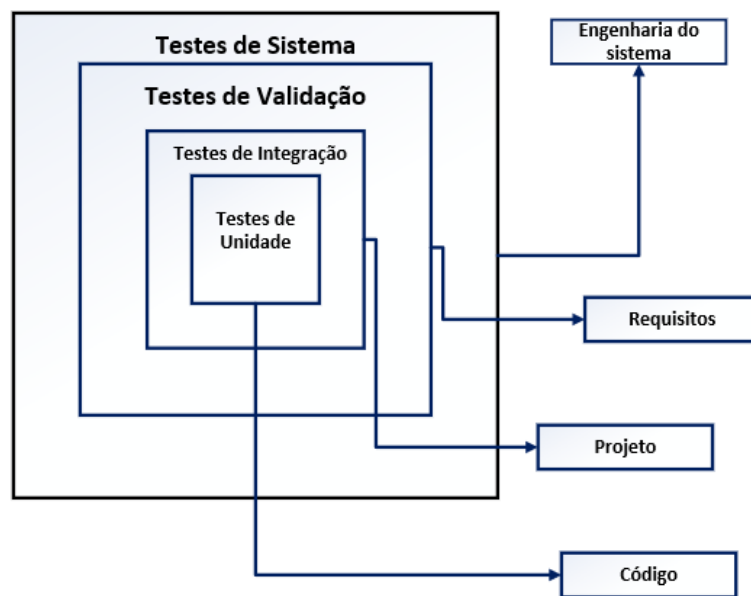 Testes de Sistema
Testes de Validação
Testes de Integração
Testes de
Unidade
Engenharia do
sistema
Requisitos
Projeto
Código